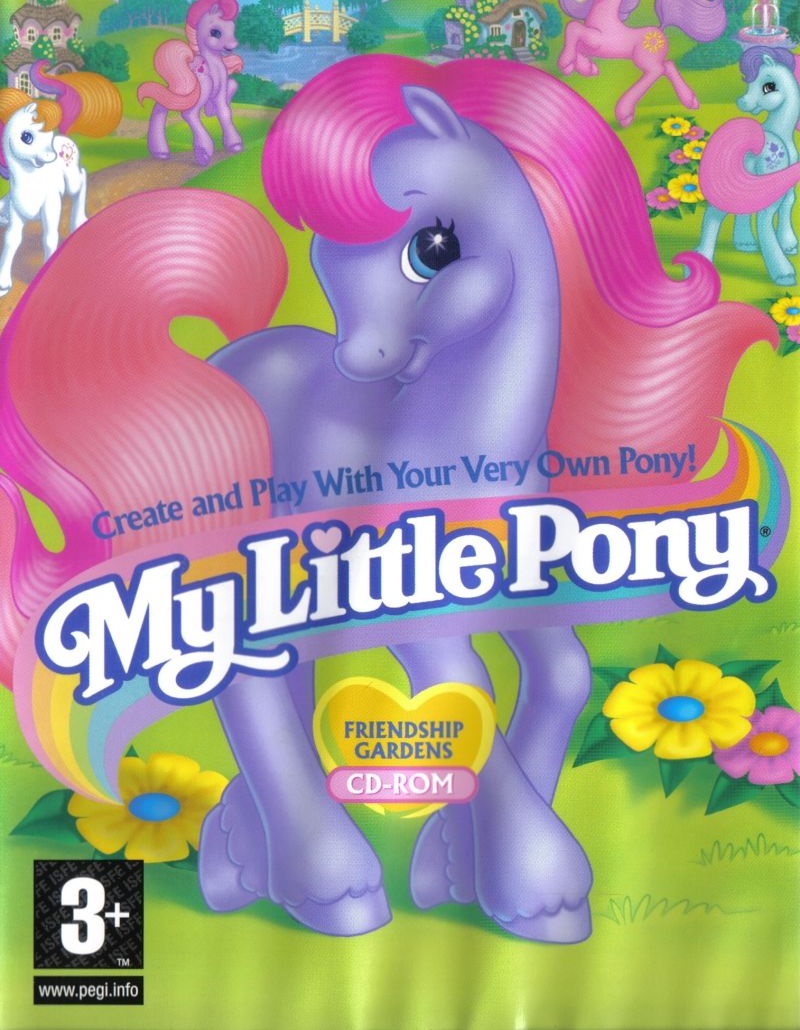 Create and Play With Your Very Own Pony!
My Little Pony®
FRIENDSHIP
GARDENS
CD-ROM
3+
TM
www.pegi.info